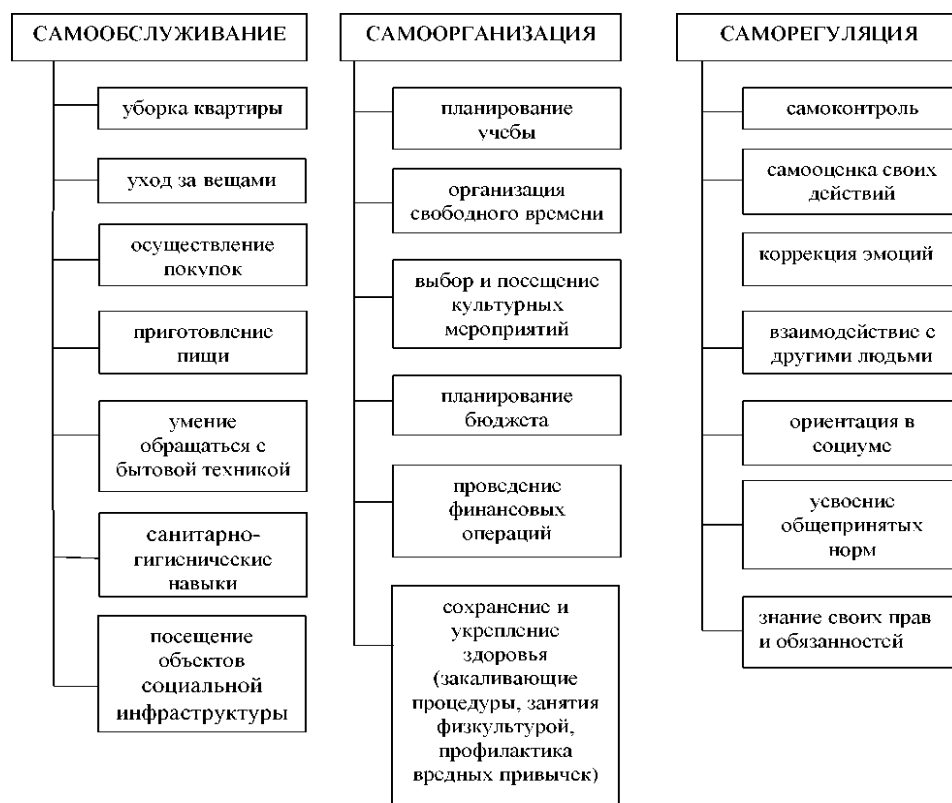 САМООБСЛУЖИВАНИЕ
уборка квартиры
уход за вещами
осуществление
покупок
приготовление
пищи
умение
обращаться с
бытовой техникой
санитарно-
гигиенические
навыки
посещение
объектов
социальной
инфраструктуры
САМООРГАНИЗАЦИЯ
планирование
учебы
организация
свободного времени
выбор и посещение
культурных
мероприятий
планирование
бюджета
проведение
финансовых
операций
сохранение и
укрепление
здоровья
(закаливающие
процедуры, занятия
физкультурой,
профилактика
вредных привычек)
САМОРЕГУЛЯЦИЯ
самоконтроль
самооценка своих
действий
коррекция эмоций
взаимодействие с
другими людьми
ориентация в
социуме
усвоение
общепринятых
норм
знание своих прав
и обязанностей